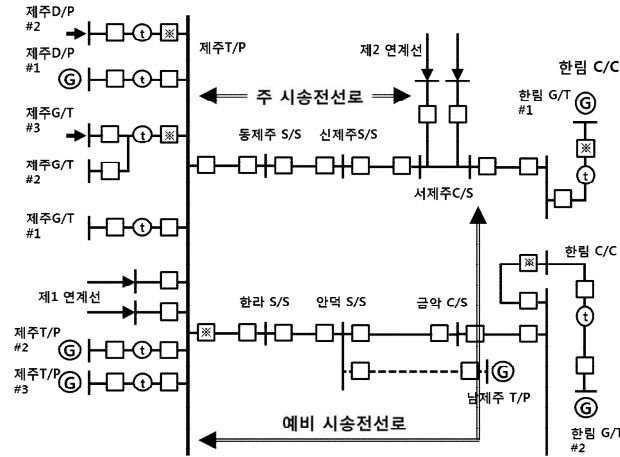 제주D/P
#2
t
※
제주T/P
제주D/P
#1
G
t
제2 연계선
한림 C/C
한림 G/T
#1
G
주 시송전선로
제주G/T
#3
t
※
제주G/T
#2
동제주 S/S
신제주S/S
※
t
서제주C/S
제주G/T
#1
t
한림 C/C
※
제1 연계선
한라 S/S
안덕 S/S
금악 C/S
t
※
제주T/P
#2
G
t
제주T/P
#3
G
t
G
남제주 T/P
G
예비 시송전선로
한림 G/T
#2